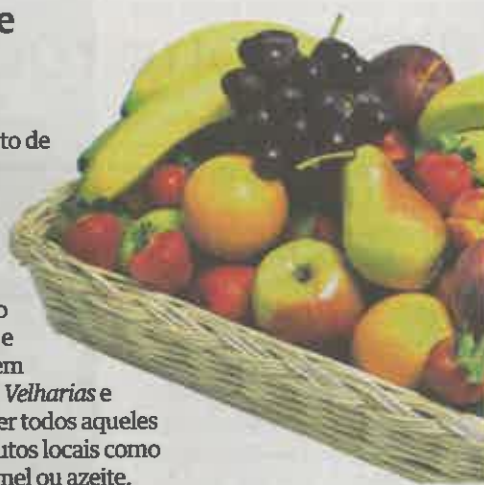 e
to de
o
e
em
Velharias e
er todos aqueles
utos locais como
mel ou azeite.